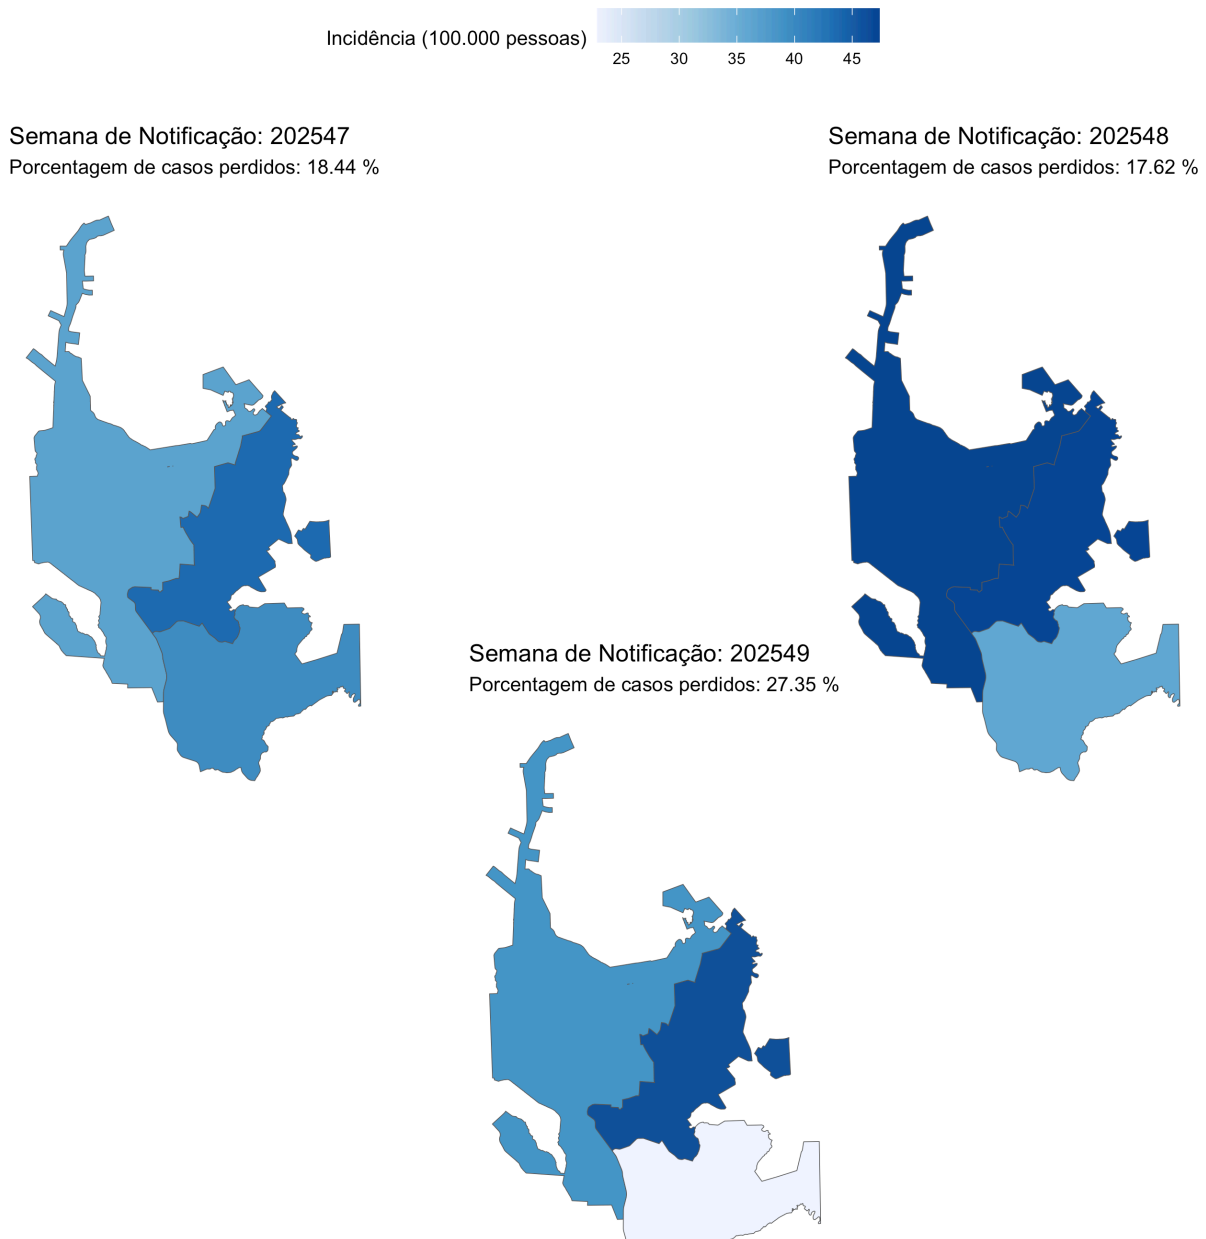 Incidência (100.000 pessoas)
25 30 35 40 45
Semana de Notificação: 202547
Porcentagem de casos perdidos: 18.44 %
Semana de Notificação: 202548
Porcentagem de casos perdidos: 17.62 %
Semana de Notificação: 202549
Porcentagem de casos perdidos: 27.35 %